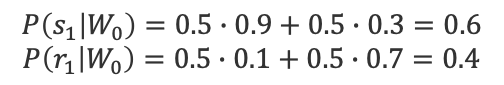 P(s₁|W₀) = 0.5 · 0.9 + 0.5 · 0.3 = 0.6
P(r₁|W₀) = 0.5 · 0.1 + 0.5 · 0.7 = 0.4